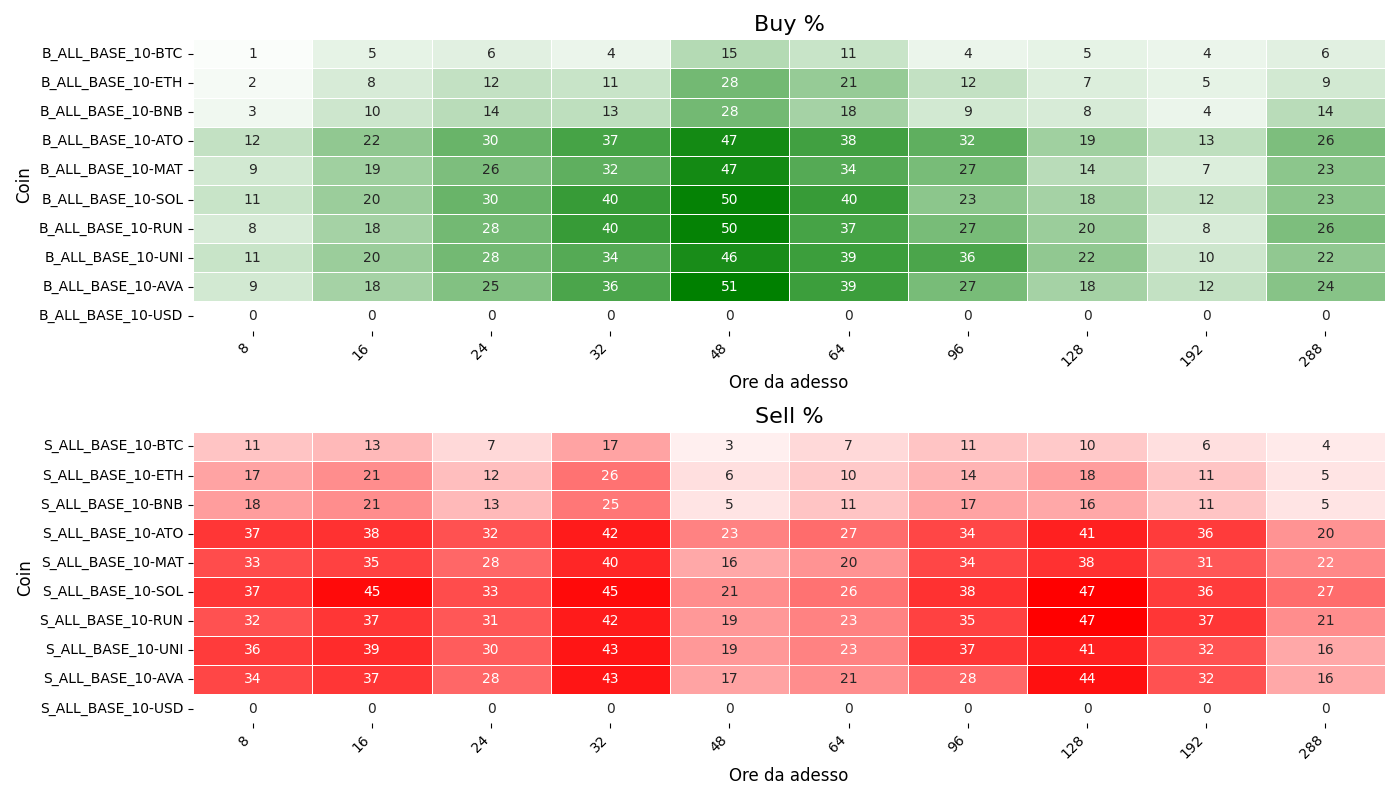 Buy %
Coin
B_ALL_BASE_10-BTC 1 5 6 4 15 11 4 5 4 6
B_ALL_BASE_10-ETH 2 8 12 11 28 21 12 7 5 9
B_ALL_BASE_10-BNB 3 10 14 13 28 18 9 8 4 14
B_ALL_BASE_10-ATO 12 22 30 37 47 38 32 19 13 26
B_ALL_BASE_10-MAT 9 19 26 32 47 34 27 14 7 23
B_ALL_BASE_10-SOL 11 20 30 40 50 40 23 18 12 23
B_ALL_BASE_10-RUN 8 18 28 40 50 37 27 20 8 26
B_ALL_BASE_10-UNI 11 20 28 34 46 39 36 22 10 22
B_ALL_BASE_10-AVA 9 18 25 36 51 39 27 18 12 24
B_ALL_BASE_10-USD 0 0 0 0 0 0 0 0 0 0
8 16 24 32 48 64 96 128 192 288
Ore da adesso
Sell %
Coin
S_ALL_BASE_10-BTC 11 13 7 17 3 7 11 10 6 4
S_ALL_BASE_10-ETH 17 21 12 26 6 10 14 18 11 5
S_ALL_BASE_10-BNB 18 21 13 25 5 11 17 16 11 5
S_ALL_BASE_10-ATO 37 38 32 42 23 27 34 41 36 20
S_ALL_BASE_10-MAT 33 35 28 40 16 20 34 38 31 22
S_ALL_BASE_10-SOL 37 45 33 45 21 26 38 47 36 27
S_ALL_BASE_10-RUN 32 37 31 42 19 23 35 47 37 21
S_ALL_BASE_10-UNI 36 39 30 43 19 23 37 41 32 16
S_ALL_BASE_10-AVA 34 37 28 43 17 21 28 44 32 16
S_ALL_BASE_10-USD 0 0 0 0 0 0 0 0 0 0
8 16 24 32 48 64 96 128 192 288
Ore da adesso